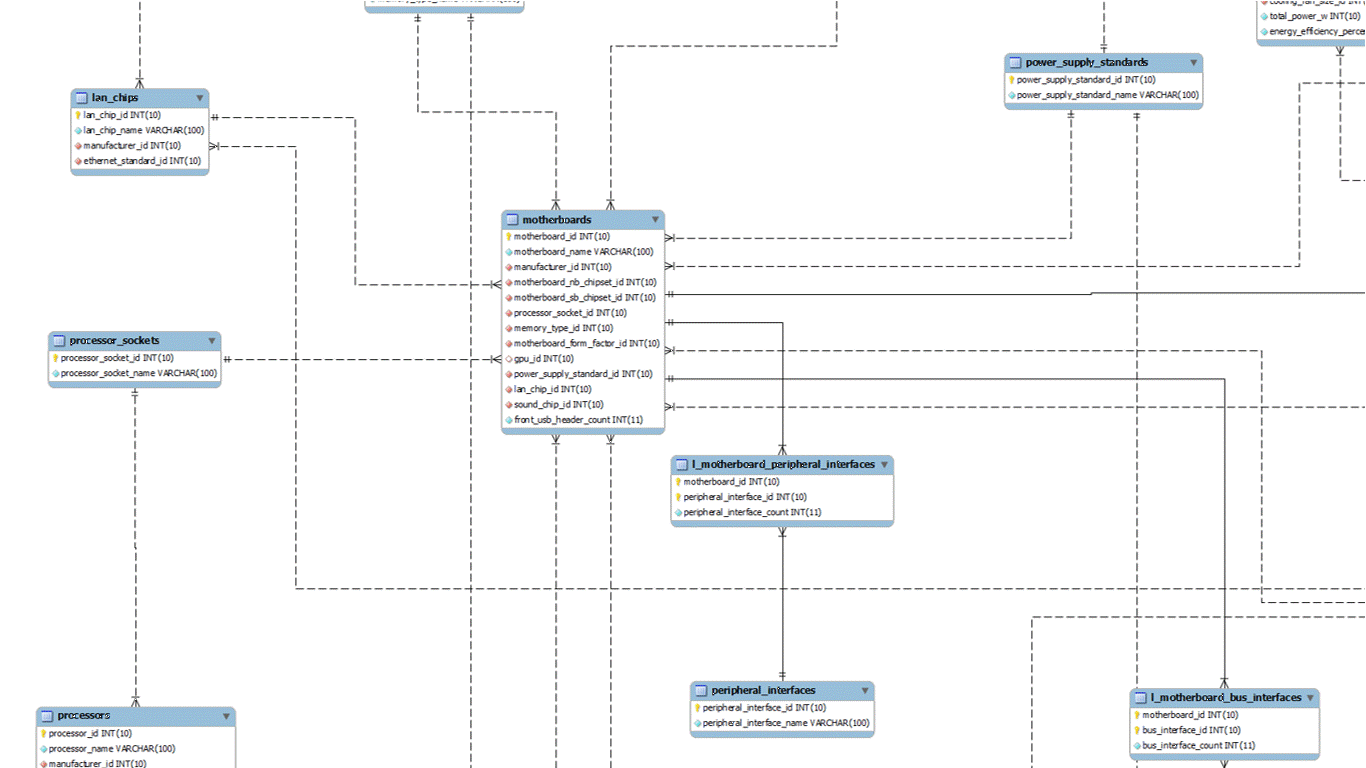 total_power_w INT(10)
lan_chips
lan_chip_id INT(10)
lan_chip_name VARCHAR(100)
manufacturer_id INT(10)
ethernet_standard_id INT(10)
power_supply_standards
power_supply_standard_id INT(10)
power_supply_standard_name VARCHAR(100)
motherboards
motherboard_id INT(10)
motherboard_name VARCHAR(100)
manufacturer_id INT(10)
motherboard_nb_chipset_id INT(10)
motherboard_sb_chipset_id INT(10)
processor_socket_id INT(10)
memory_type_id INT(10)
motherboard_form_factor_id INT(10)
gpu_id INT(10)
power_supply_standard_id INT(10)
lan_chip_id INT(10)
sound_chip_id INT(10)
front_usb_header_count INT(11)
processor_sockets
processor_socket_id INT(10)
processor_socket_name VARCHAR(100)
l_motherboard_peripheral_interfaces
motherboard_id INT(10)
peripheral_interface_id INT(10)
peripheral_interface_count INT(11)
peripheral_interfaces
peripheral_interface_id INT(10)
peripheral_interface_name VARCHAR(100)
l_motherboard_bus_interfaces
motherboard_id INT(10)
bus_interface_id INT(10)
bus_interface_count INT(11)
processors
processor_id INT(10)
processor_name VARCHAR(100)
manufacturer_id INT(10)